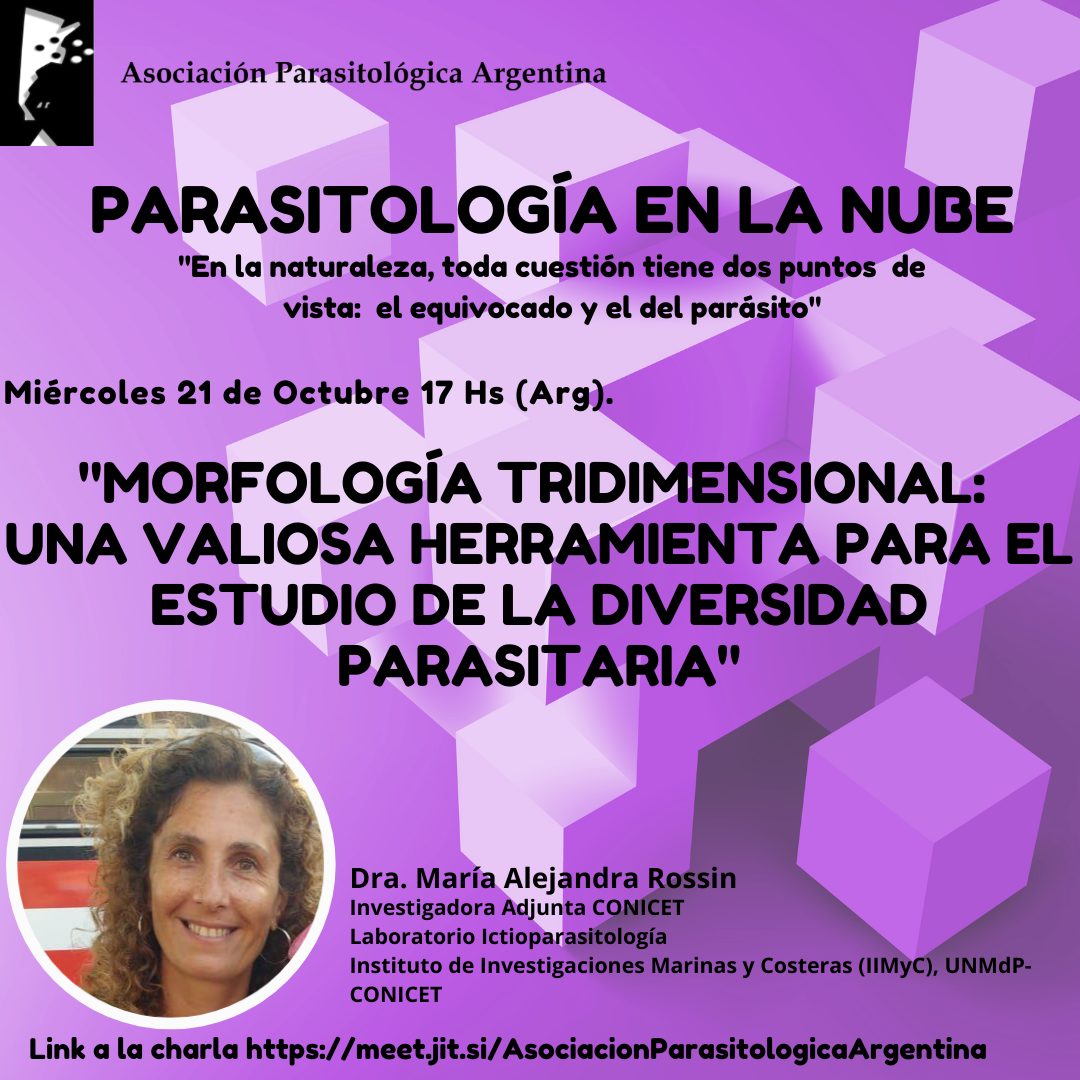 Asociación Parasitológica Argentina
PARASITOLOGÍA EN LA NUBE
"En la naturaleza, toda cuestión tiene dos puntos de
vista: el equivocado y el del parásito"
Miércoles 21 de Octubre 17 Hs (Arg).
"MORFOLOGÍA TRIDIMENSIONAL:
UNA VALIOSA HERRAMIENTA PARA EL
ESTUDIO DE LA DIVERSIDAD
PARASITARIA"
Dra. María Alejandra Rossin
Investigadora Adjunta CONICET
Laboratorio Ictioparasitología
Instituto de Investigaciones Marinas y Costeras (IIMyC), UNMdP-
CONICET
Link a la charla https://meet.jit.si/AsociacionParasitologicaArgentina